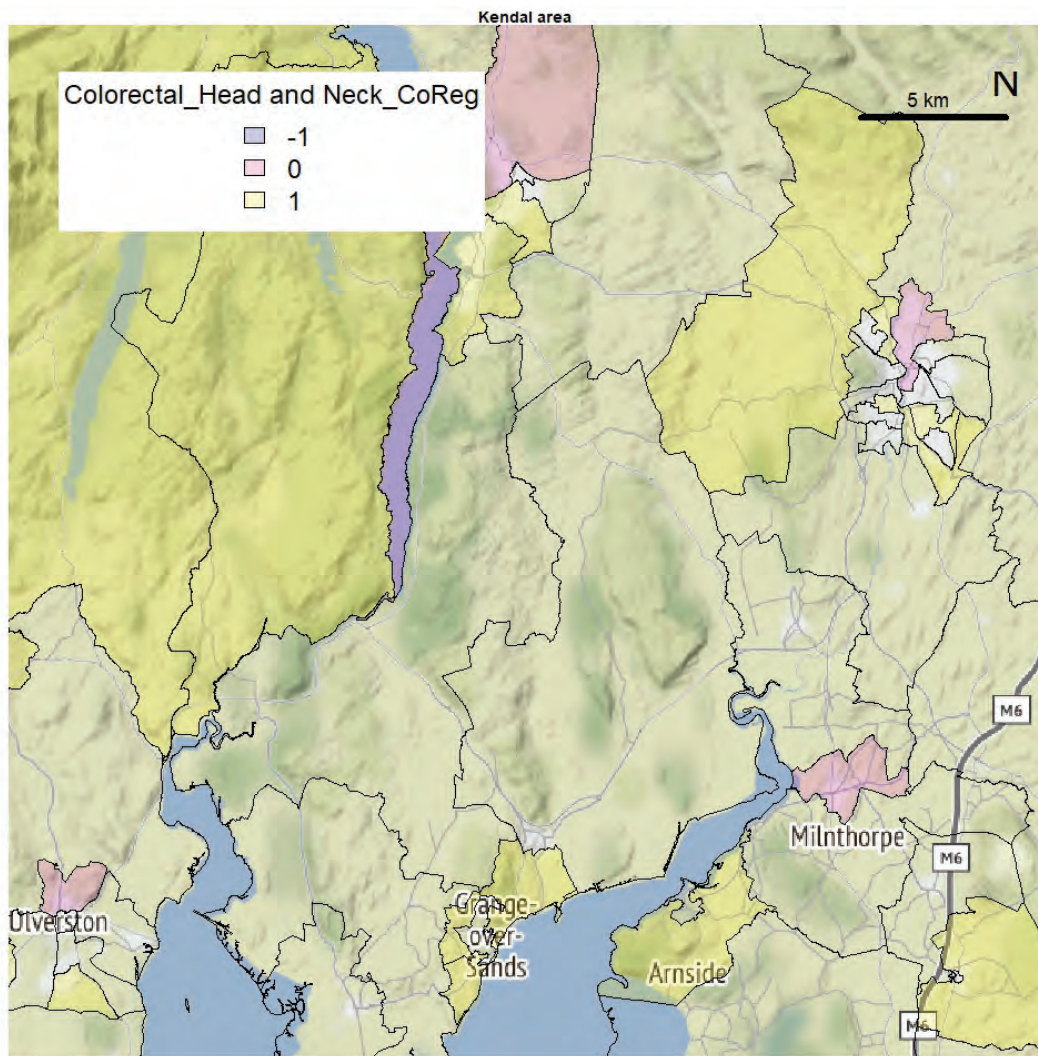 Kendal area
Colorectal_Head and Neck_CoReg
-1
0
1
N
5 km
M6
Milnthorpe
M6
Ulverston
Grange-
over-
Sands
Arnside
M6